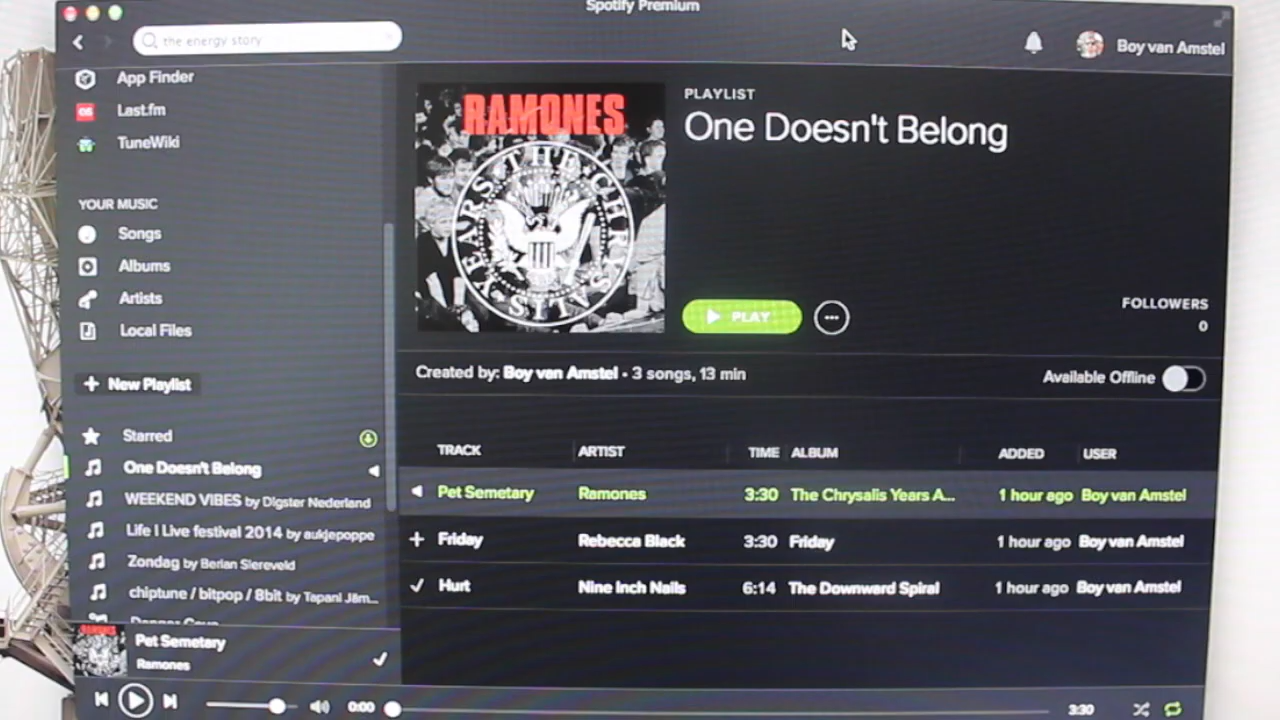 Spotify Premium
the energy story
Boy van Amstel
App Finder
Last.fm
TuneWiki
YOUR MUSIC
Songs
Albums
Artists
Local Files
+ New Playlist
Starred
One Doesn't Belong
WEEKEND VIBES by Digster Nederland
Life I Live festival 2014 by aukjepoppe
Zondag by Berian Siereveld
chiptune / bitpop / 8bit by Tapani Jäm...
Pet Semetary
Ramones
RAMONES
THE CHRYSALIS YEARS
PLAYLIST
One Doesn't Belong
PLAY
FOLLOWERS
0
Created by: Boy van Amstel • 3 songs, 13 min
Available Offline
TRACK ARTIST TIME ALBUM ADDED USER
Pet Semetary Ramones 3:30 The Chrysalis Years A... 1 hour ago Boy van Amstel
Friday Rebecca Black 3:30 Friday 1 hour ago Boy van Amstel
Hurt Nine Inch Nails 6:14 The Downward Spiral 1 hour ago Boy van Amstel
0:00
3:30